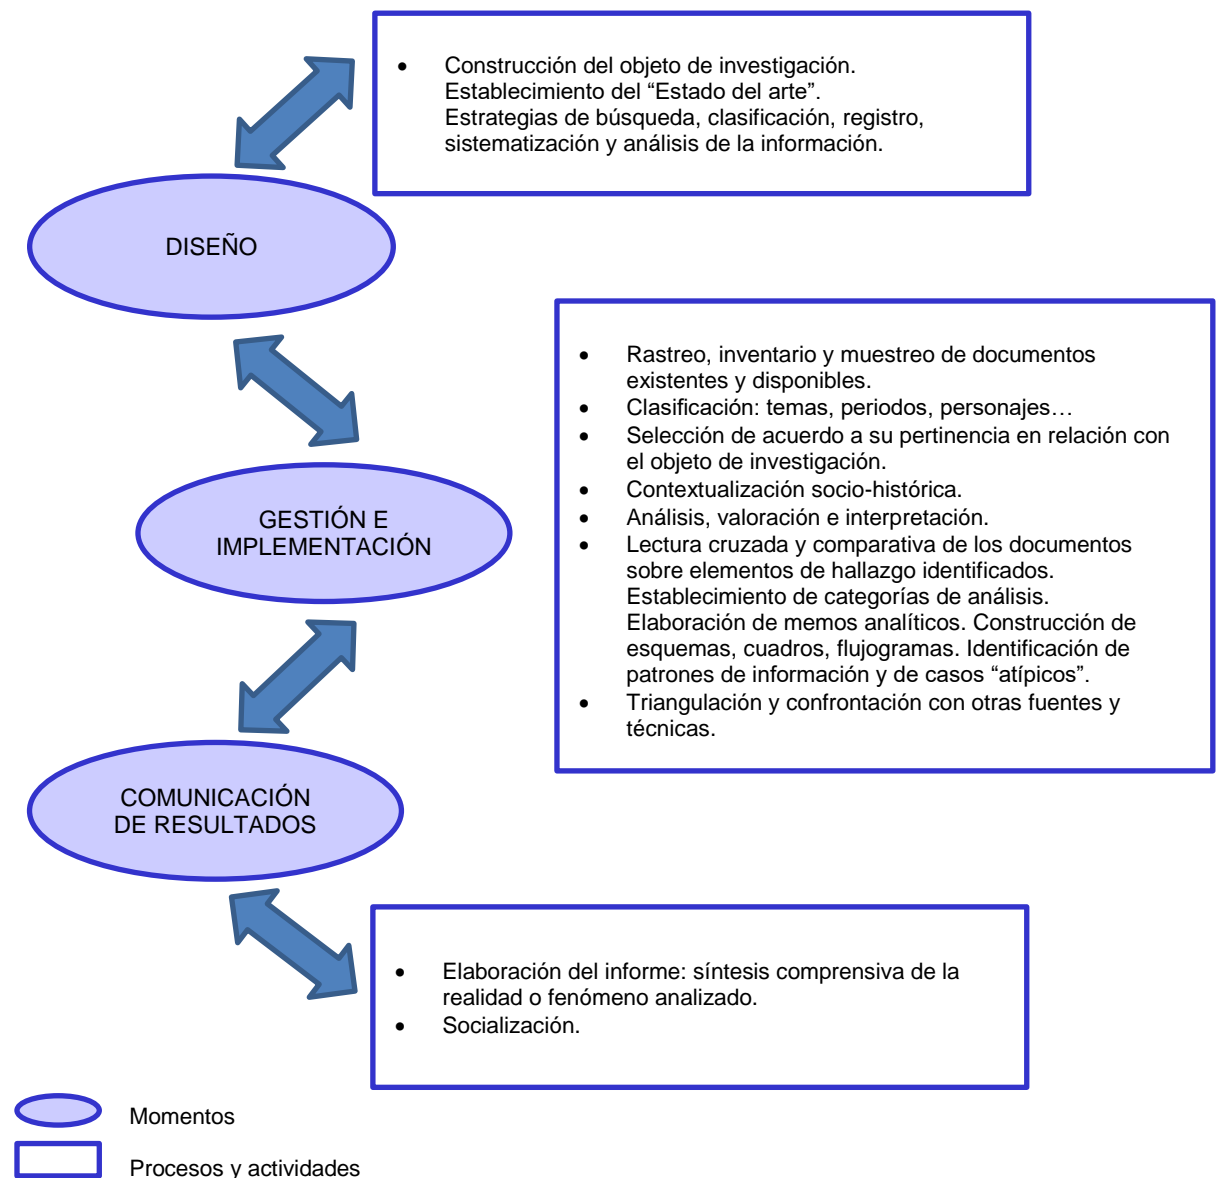 • Construcción del objeto de investigación.
Establecimiento del “Estado del arte”.
Estrategias de búsqueda, clasificación, registro,
sistematización y análisis de la información.
DISEÑO
• Rastreo, inventario y muestreo de documentos
existentes y disponibles.
• Clasificación: temas, periodos, personajes…
• Selección de acuerdo a su pertinencia en relación con
el objeto de investigación.
• Contextualización socio-histórica.
• Análisis, valoración e interpretación.
• Lectura cruzada y comparativa de los documentos
sobre elementos de hallazgo identificados.
Establecimiento de categorías de análisis.
Elaboración de memos analíticos. Construcción de
esquemas, cuadros, flujogramas. Identificación de
patrones de información y de casos “atípicos”.
• Triangulación y confrontación con otras fuentes y
técnicas.
GESTIÓN E
IMPLEMENTACIÓN
COMUNICACIÓN
DE RESULTADOS
• Elaboración del informe: síntesis comprensiva de la
realidad o fenómeno analizado.
• Socialización.
Momentos
Procesos y actividades